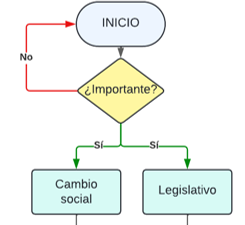 INICIO
No
¿Importante?
Sí
Sí
Cambio
social
Legislativo